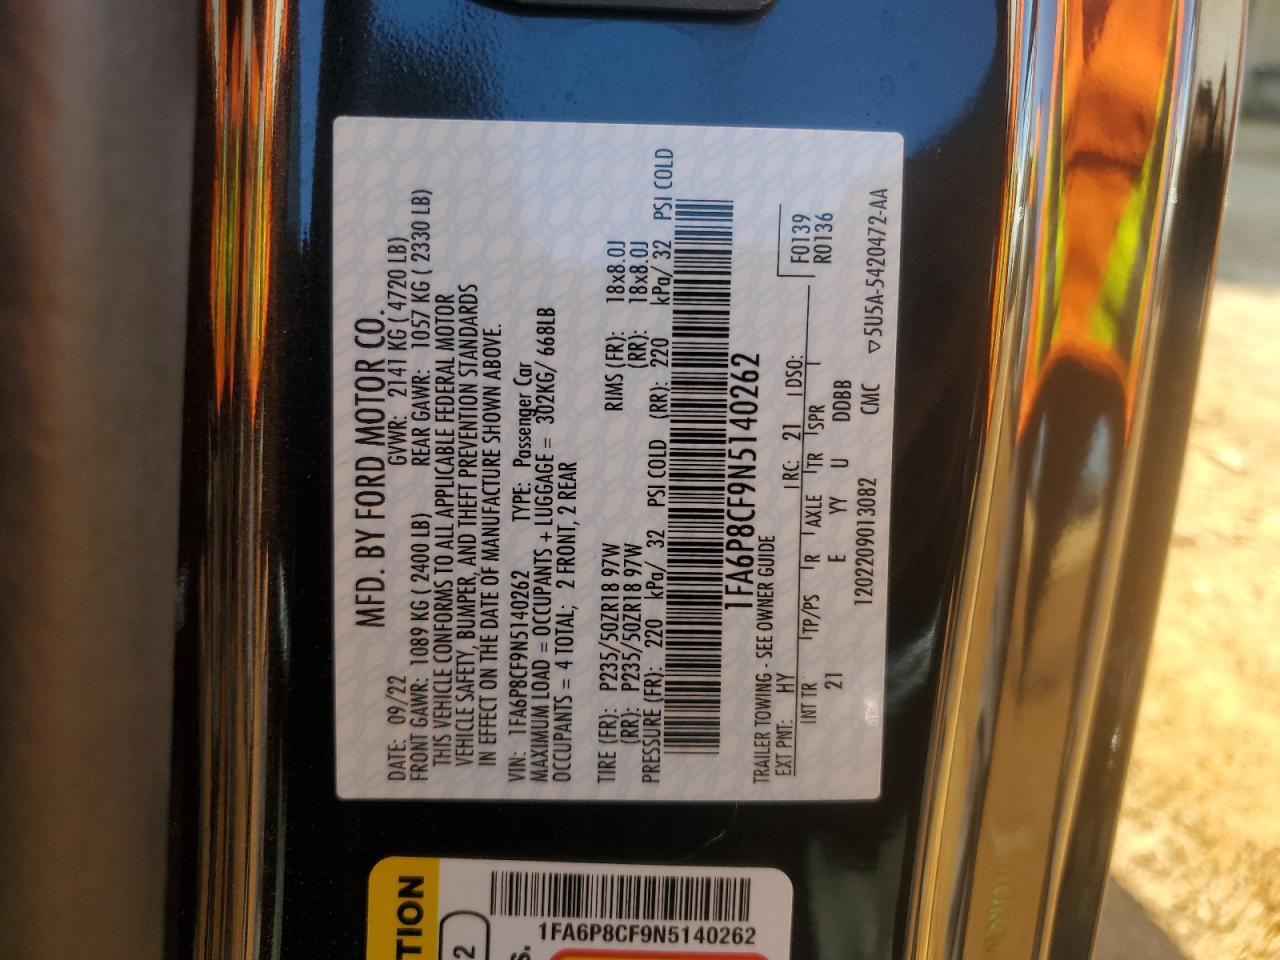 MFD. BY FORD MOTOR CO.
DATE: 09/22 GVWR: 2141 KG ( 4720 LB)
FRONT GAWR: 1089 KG ( 2400 LB) REAR GAWR: 1057 KG ( 2330 LB)
THIS VEHICLE CONFORMS TO ALL APPLICABLE FEDERAL MOTOR
VEHICLE SAFETY, BUMPER, AND THEFT PREVENTION STANDARDS
IN EFFECT ON THE DATE OF MANUFACTURE SHOWN ABOVE.
VIN: 1FA6P8CF9N5140262 TYPE: Passenger Car
MAXIMUM LOAD = OCCUPANTS + LUGGAGE = 302KG/ 668LB
OCCUPANTS = 4 TOTAL; 2 FRONT, 2 REAR
TIRE (FR): P235/50ZR18 97W RIMS (FR): 18x8.0J
(RR): P235/50ZR18 97W (RR): 18x8.0J
PRESSURE (FR): 220 kPa/ 32 PSI COLD (RR): 220 kPa/ 32 PSI COLD
1FA6P8CF9N5140262
TRAILER TOWING - SEE OWNER GUIDE
EXT PNT: HY RC: 21 DSO: F0139
INT TR TP/PS R AXLE TR SPR R0136
21 E YY U DDBB
1202209013082 CMC ▽5U5A-5420472-AA
TION
2
S.
1FA6P8CF9N5140262